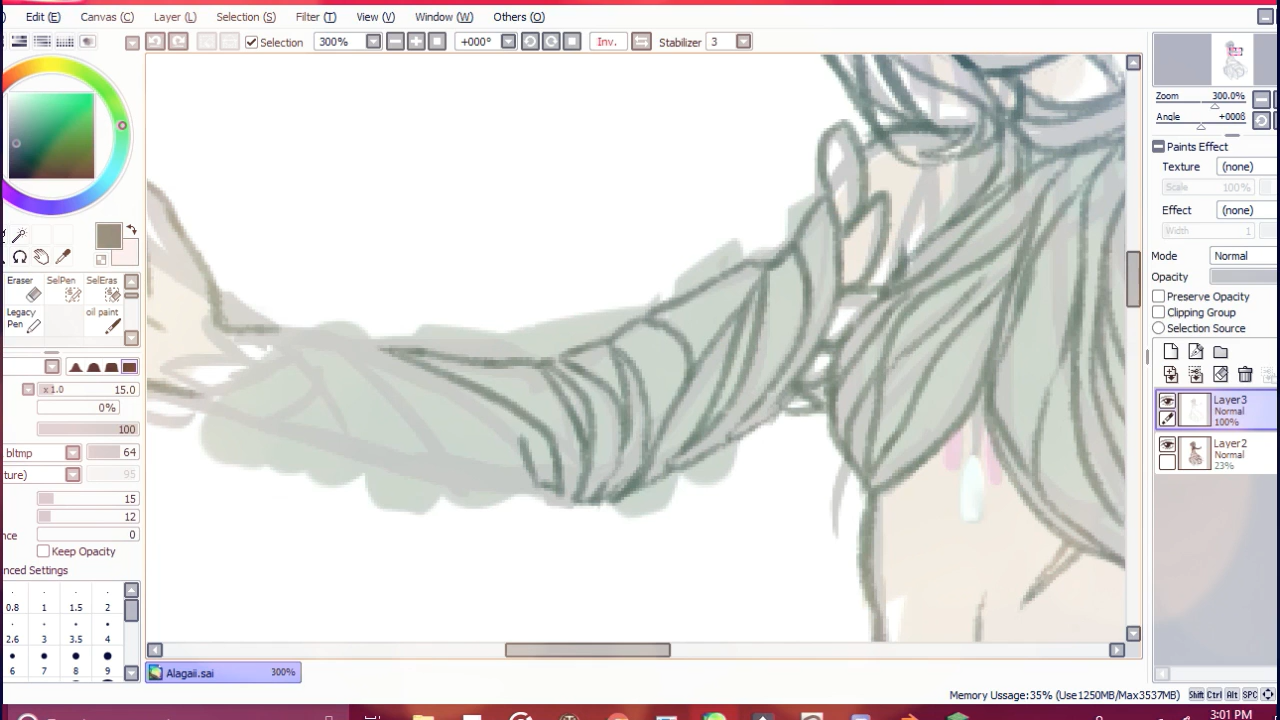 Edit (E) Canvas (C) Layer (L) Selection (S) Filter (T) View (V) Window (W) Others (O)
Selection 300% +000° Inv. Stabilizer 3
Zoom 300.0%
Angle +0008
Paints Effect
Texture (none)
Scale 100%
Effect (none)
Width 1
Mode Normal
Opacity
Preserve Opacity
Clipping Group
Selection Source
Layer3
Normal
100%
Layer2
Normal
23%
Eraser SelPen SelEras
Legacy Pen oil paint
x1.0 15.0
0%
100
bltmp 64
ture) 95
15
12
nce 0
Keep Opacity
nced Settings
0.8 1 1.5 2
2.6 3 3.5 4
6 7 8 9
Alagaii.sai 300%
Memory Ussage:35% (Use1250MB/Max3537MB) Shift Ctrl Alt SPC
3:01 PM